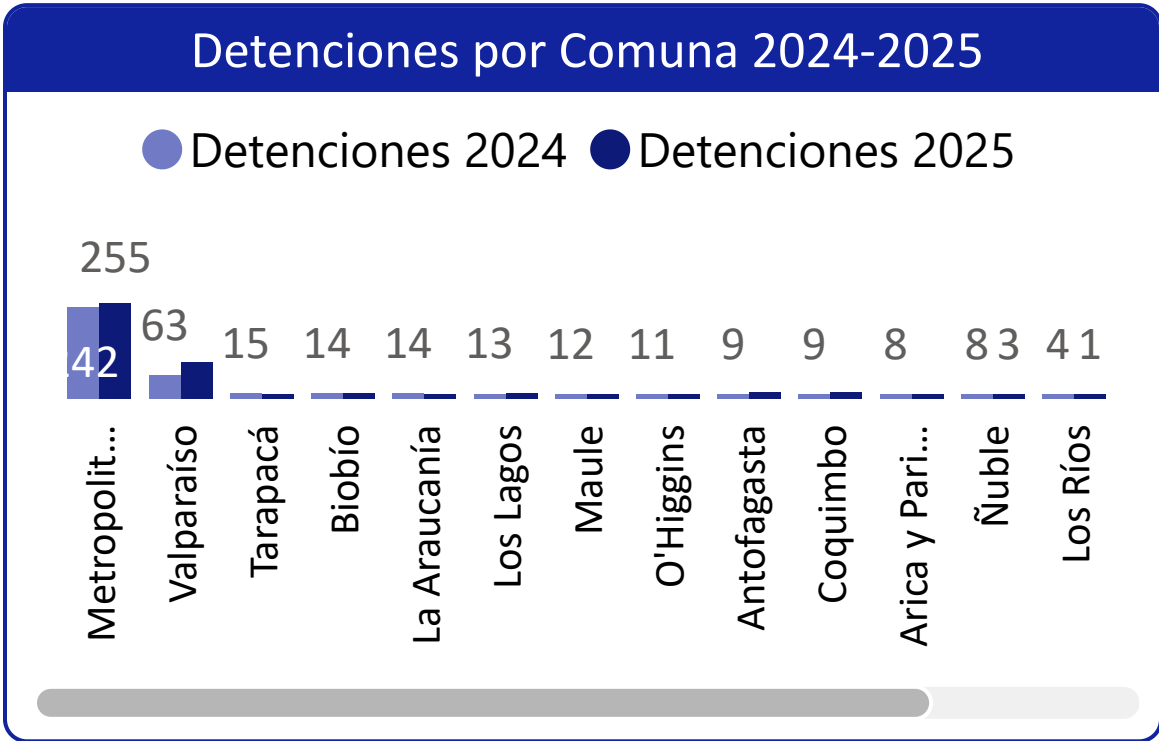 Detenciones por Comuna 2024-2025
Detenciones 2024 Detenciones 2025
255
63
15 14 14 13 12 11 9 9 8 8 3 4 1
Metropolit...
Valparaíso
Tarapacá
Biobío
La Araucanía
Los Lagos
Maule
O'Higgins
Antofagasta
Coquimbo
Arica y Pari...
Ñuble
Los Ríos